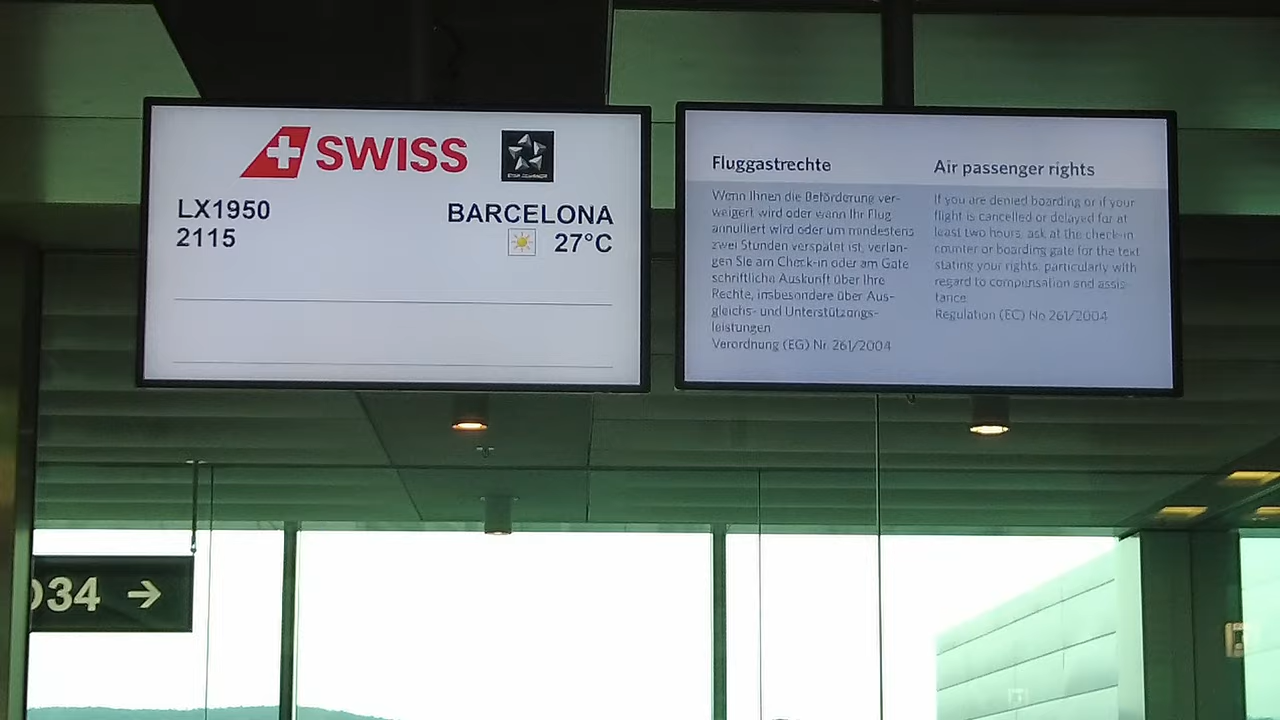 SWISS
STAR ALLIANCE
LX1950
BARCELONA
2115
27°C
Fluggastrechte
Wenn Ihnen die Beförderung ver-
weigert wird oder wann Ihr Flug
annulliert wird oder um mindestens
zwei Stunden verspätet ist, verlan-
gen Sie am Check-in oder am Gate
schriftliche Auskunft über Ihre
Rechte, insbesondere über Aus-
gleichs- und Unterstützungs-
leistungen
Verordnung (EG) Nr. 261/2004
Air passenger rights
If you are denied boarding or if your
flight is cancelled or delayed for at
least two hours, ask at the check-in
counter or boarding gate for the text
stating your rights, particularly with
regard to compensation and assis-
tance
Regulation (EC) No 261/2004
034 →